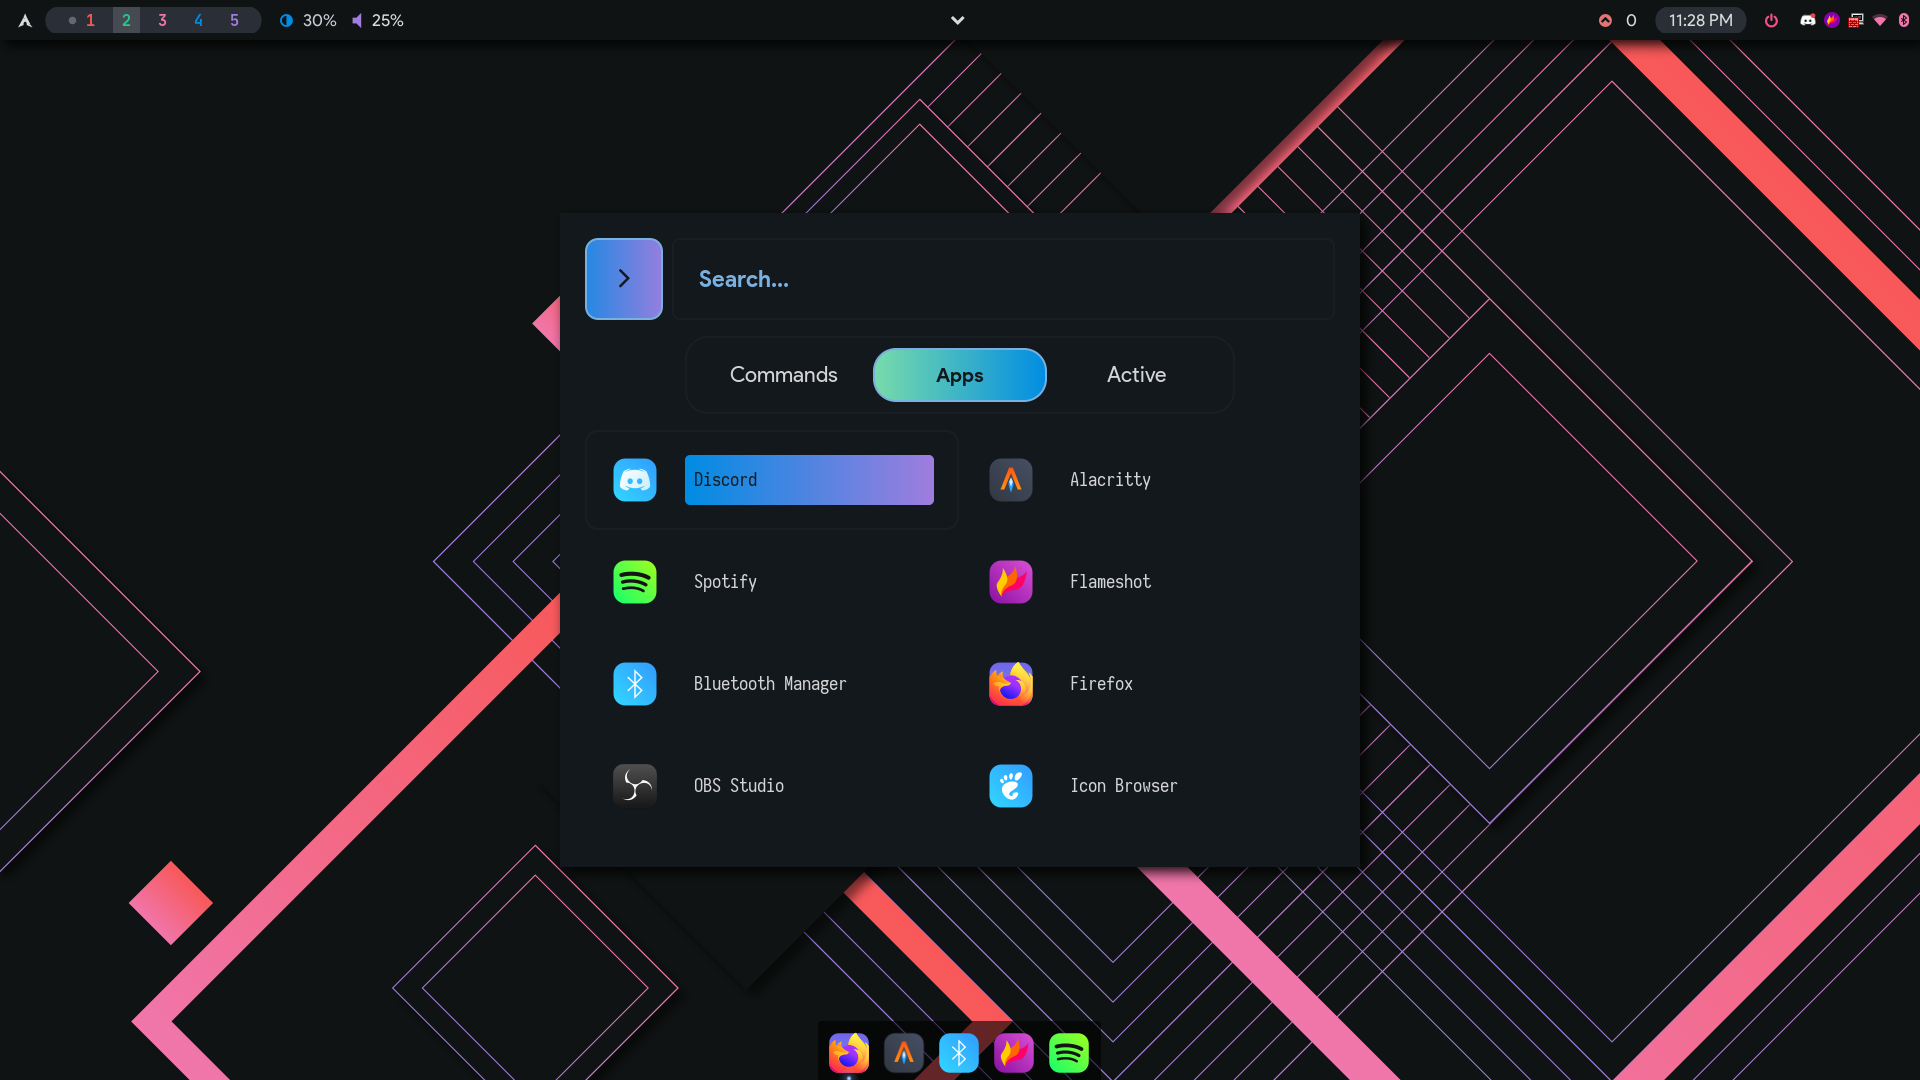 1 2 3 4 5 30% 25% 0 11:28 PM
Search...
Commands Apps Active
Discord Alacritty
Spotify Flameshot
Bluetooth Manager Firefox
OBS Studio Icon Browser